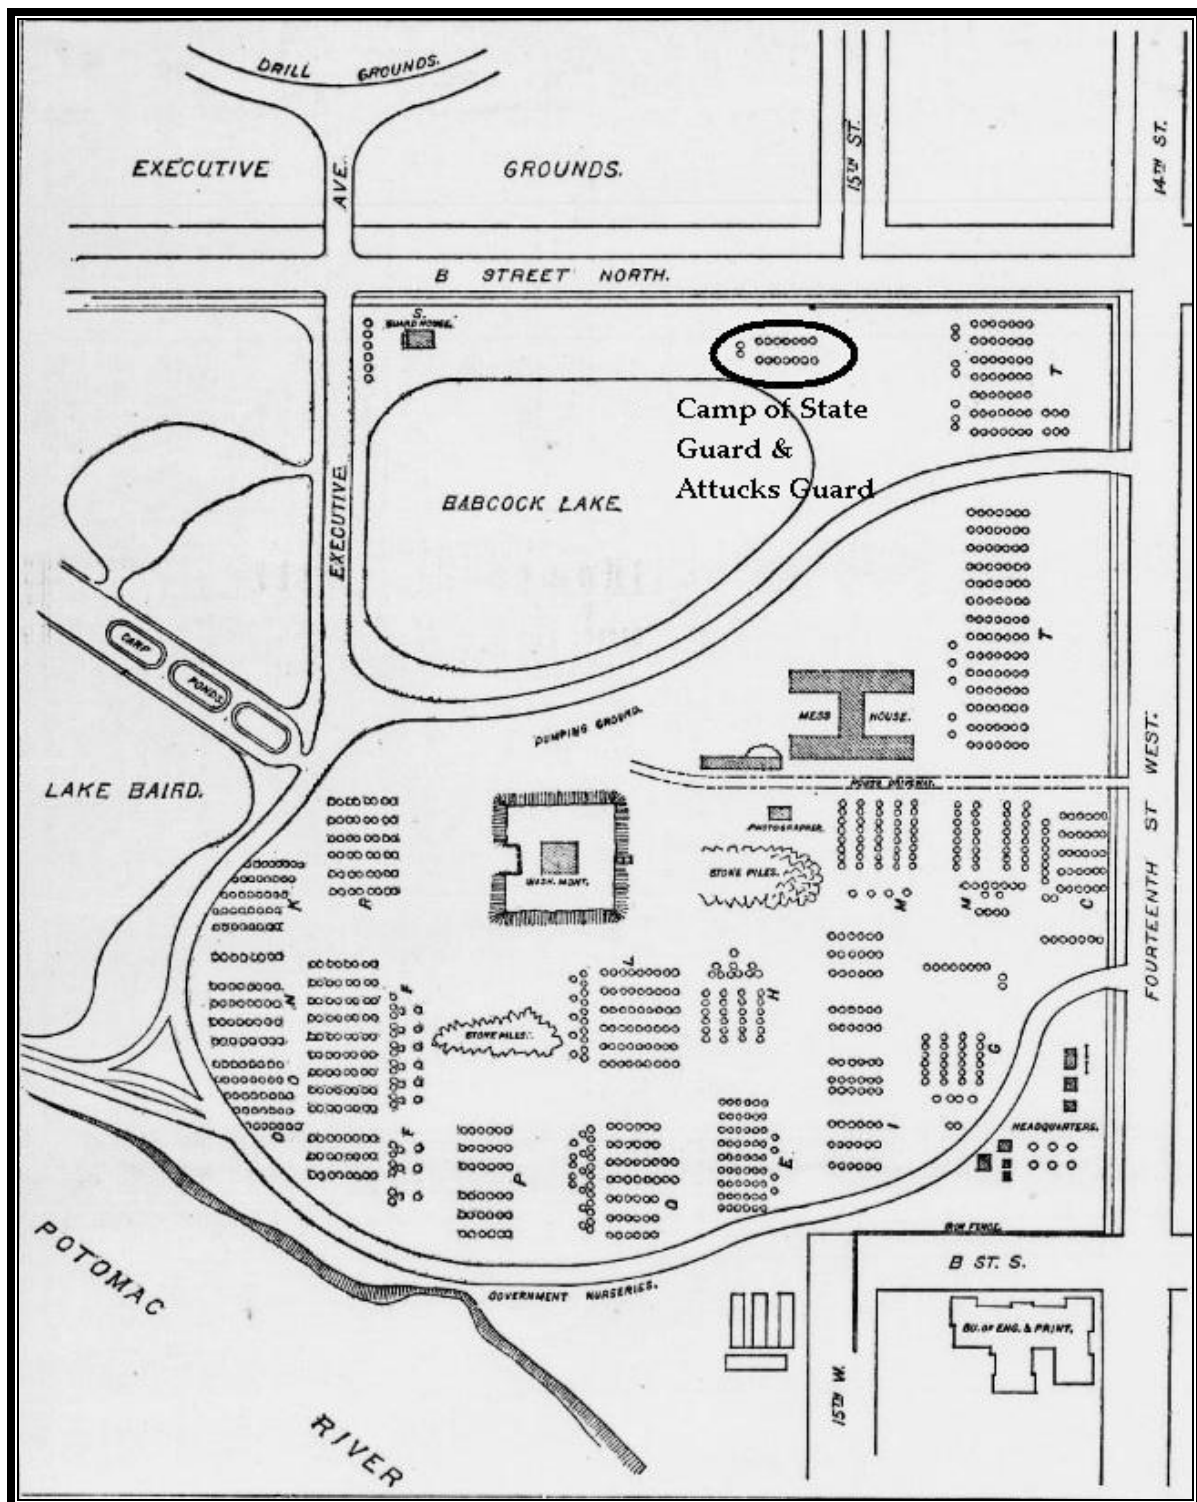 DRILL GROUNDS.
EXECUTIVE
AVE.
GROUNDS.
15TH ST.
14TH ST.
B STREET NORTH.
S.
GUARD HOUSE.
T
Camp of State
Guard &
Attucks Guard
EXECUTIVE
BABCOCK LAKE.
T
CARP
PONDS.
MESS HOUSE.
DUMPING GROUND.
LAKE BAIRD.
FOURTEENTH ST WEST.
PHOTOGRAPHER.
WASH. MONT.
STONE PILES.
K
R
M
M
C
L
N
F
H
STONE PILES.
G
O
O
F
P
O
E
I
HEADQUARTERS.
IRON FENCE.
B ST. S.
POTOMAC
RIVER
GOVERNMENT NURSERIES.
BU. OF ENG. & PRINT.
15TH W.